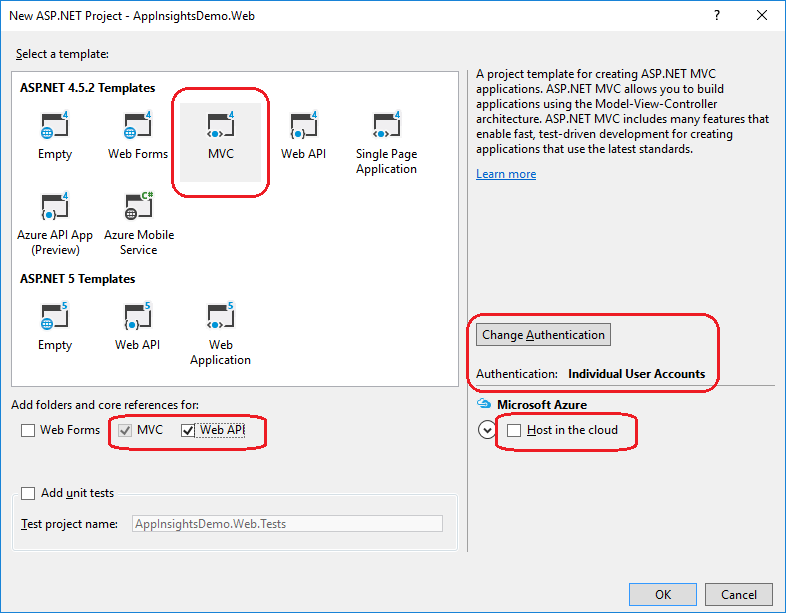 New ASP.NET Project - AppInsightsDemo.Web
?
Select a template:
ASP.NET 4.5.2 Templates
4 4 4 4 4
Empty Web Forms MVC Web API Single Page
Application
4 C#
Azure API App Azure Mobile
(Preview) Service
ASP.NET 5 Templates
5 5 5
Empty Web API Web
Application
A project template for creating ASP.NET MVC
applications. ASP.NET MVC allows you to build
applications using the Model-View-Controller
architecture. ASP.NET MVC includes many features that
enable fast, test-driven development for creating
applications that use the latest standards.
Learn more
Change Authentication
Authentication: Individual User Accounts
Microsoft Azure
Host in the cloud
Add folders and core references for:
Web Forms MVC Web API
Add unit tests
Test project name: AppInsightsDemo.Web.Tests
OK Cancel